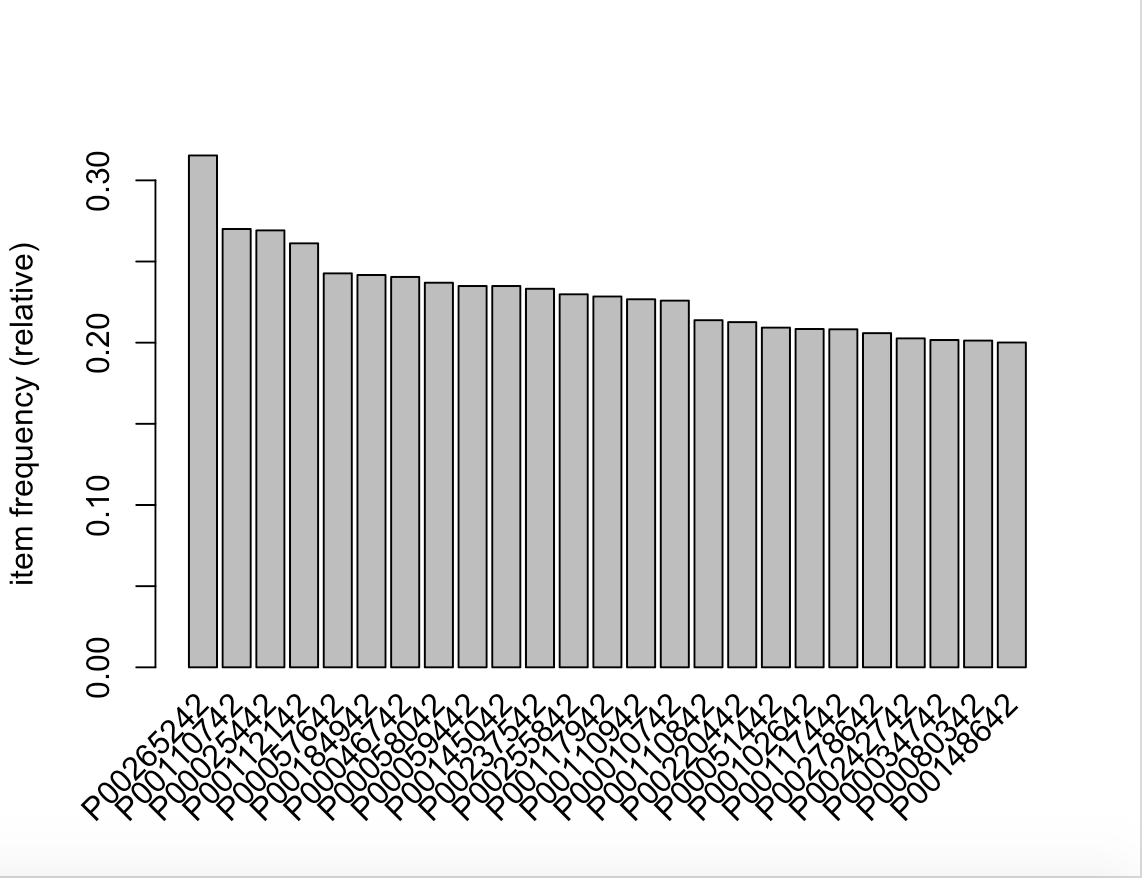 item frequency (relative)
0.30
0.20
0.10
0.00
P00265242
P00110742
P00025442
P00112142
P00057642
P00184942
P00046742
P00058042
P00059442
P00145042
P00237542
P00255842
P00117942
P00110942
P00010742
P00110842
P00220442
P00051442
P00102642
P00117442
P00278642
P00242742
P00034742
P00080342
P00148642